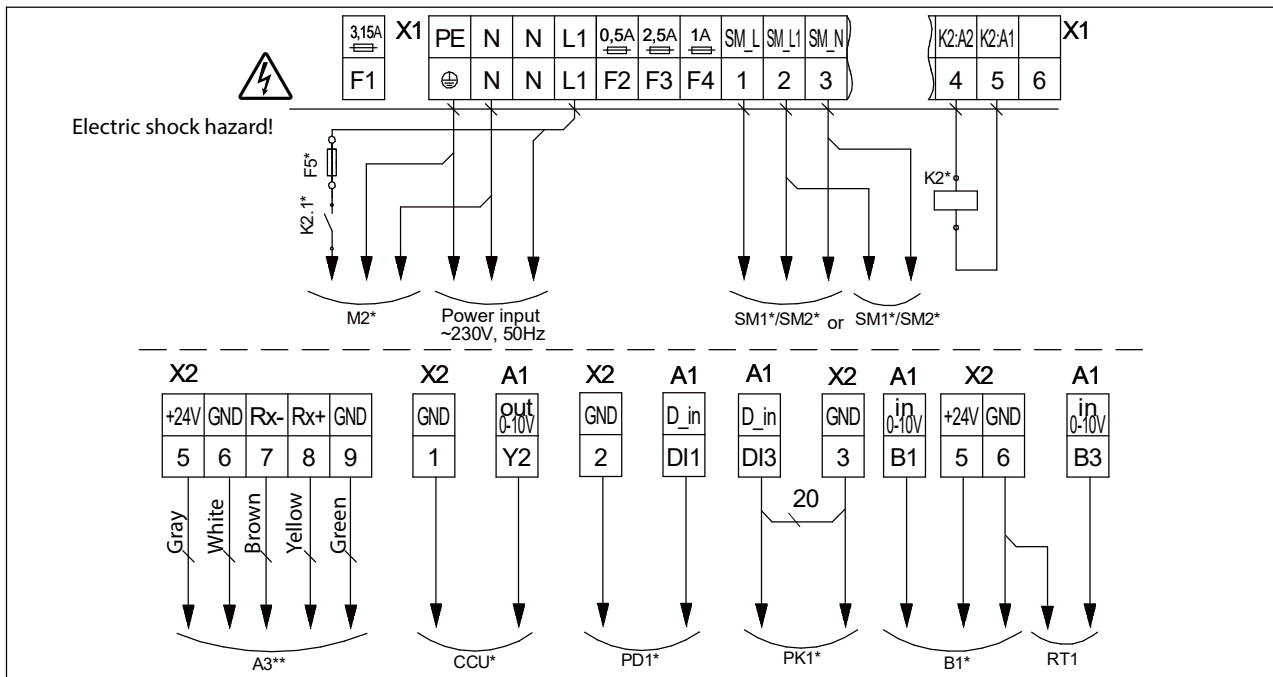 3,15A X1 PE N N L1 0,5A 2,5A 1A SM_L SM_L1 SM_N K2:A2 K2:A1 X1
F1 N N L1 F2 F3 F4 1 2 3 4 5 6
Electric shock hazard!
F5*
K2.1*
K2*
M2*
Power input
~230V, 50Hz
SM1*/SM2* or SM1*/SM2*
X2 X2 A1 X2 A1 A1 X2 A1 X2 A1
+24V GND Rx- Rx+ GND GND out 0-10V GND D_in D_in GND in 0-10V +24V GND in 0-10V
5 6 7 8 9 1 Y2 2 DI1 DI3 3 B1 5 6 B3
20
Gray
White
Brown
Yellow
Green
A3** CCU* PD1* PK1* B1* RT1